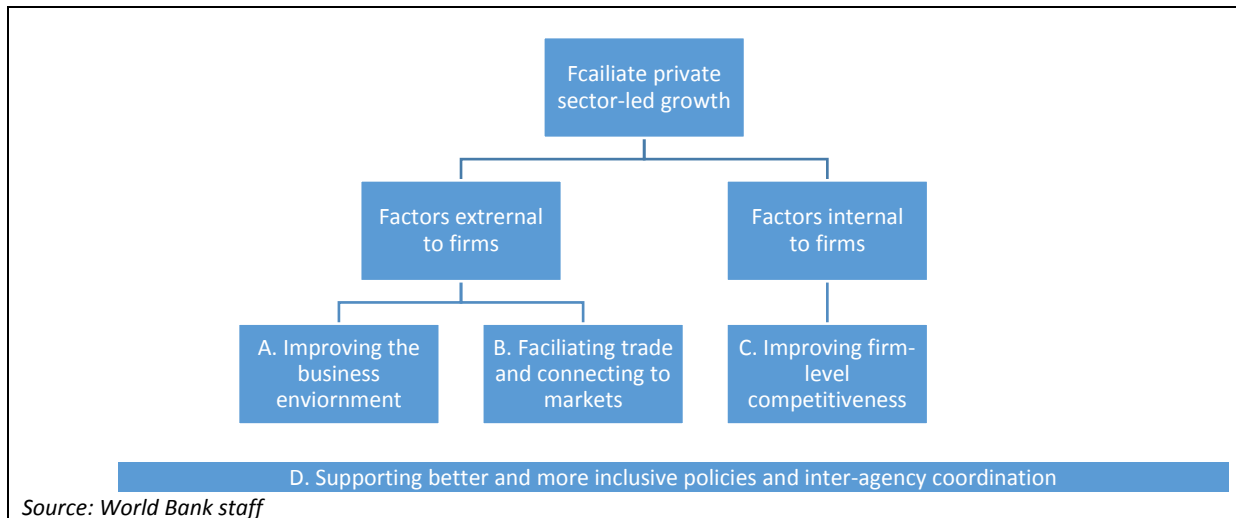 Fcailiate private
sector-led growth
Factors extrernal
to firms
Factors internal
to firms
A. Improving the
business
enviornment
B. Faciliating trade
and connecting to
markets
C. Improving firm-
level
competitiveness
D. Supporting better and more inclusive policies and inter-agency coordination
Source: World Bank staff